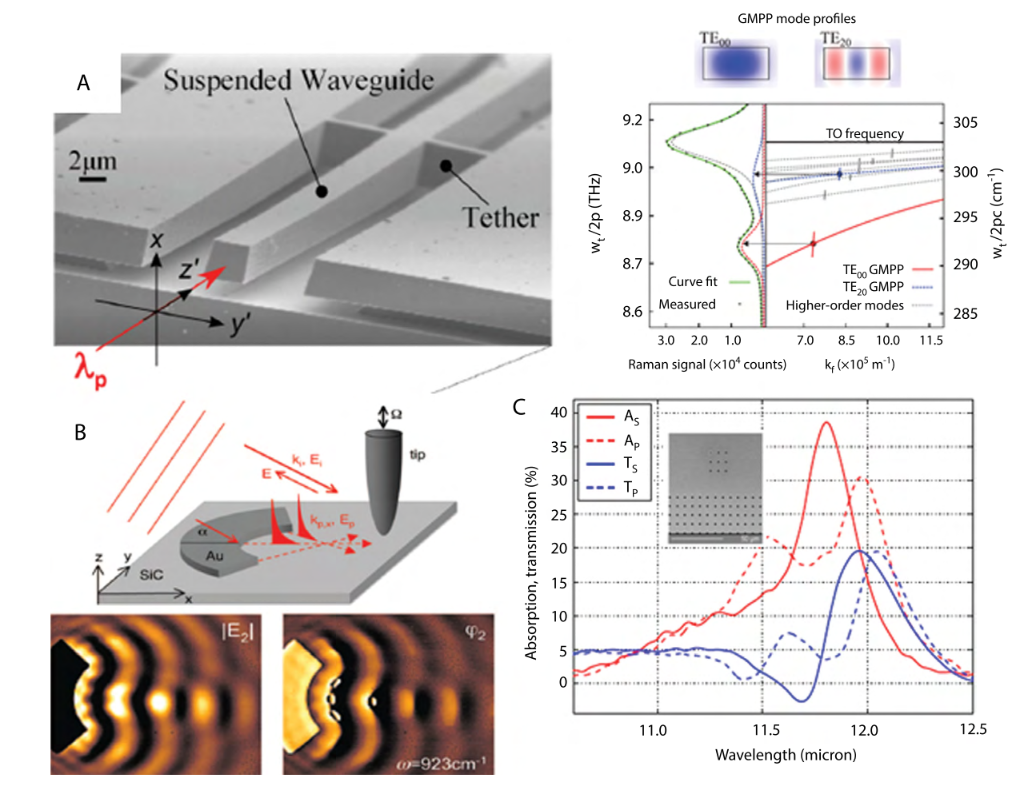 A
Suspended Waveguide
2μm
Tether
x
z'
y'
λp
GMPP mode profiles
TE00
TE20
TO frequency
9.2
9.0
8.9
8.7
8.6
wt/2p (THz)
305
300
295
290
285
wt/2pc (cm-1)
Curve fit
Measured
TE00 GMPP
TE20 GMPP
Higher-order modes
3.0 2.0 1.0
7.0 8.5 10.0 11.5
Raman signal (×10⁴ counts)
kf (×10⁵ m-1)
B
Ω
tip
ki, Ei
E
kp,x, Ep
α
Au
SiC
z
y
x
|E2|
φ2
ω=923cm-1
C
AS
AP
TS
TP
40
35
30
25
20
15
10
5
0
Absorption, transmission (%)
11.0 11.5 12.0 12.5
Wavelength (micron)